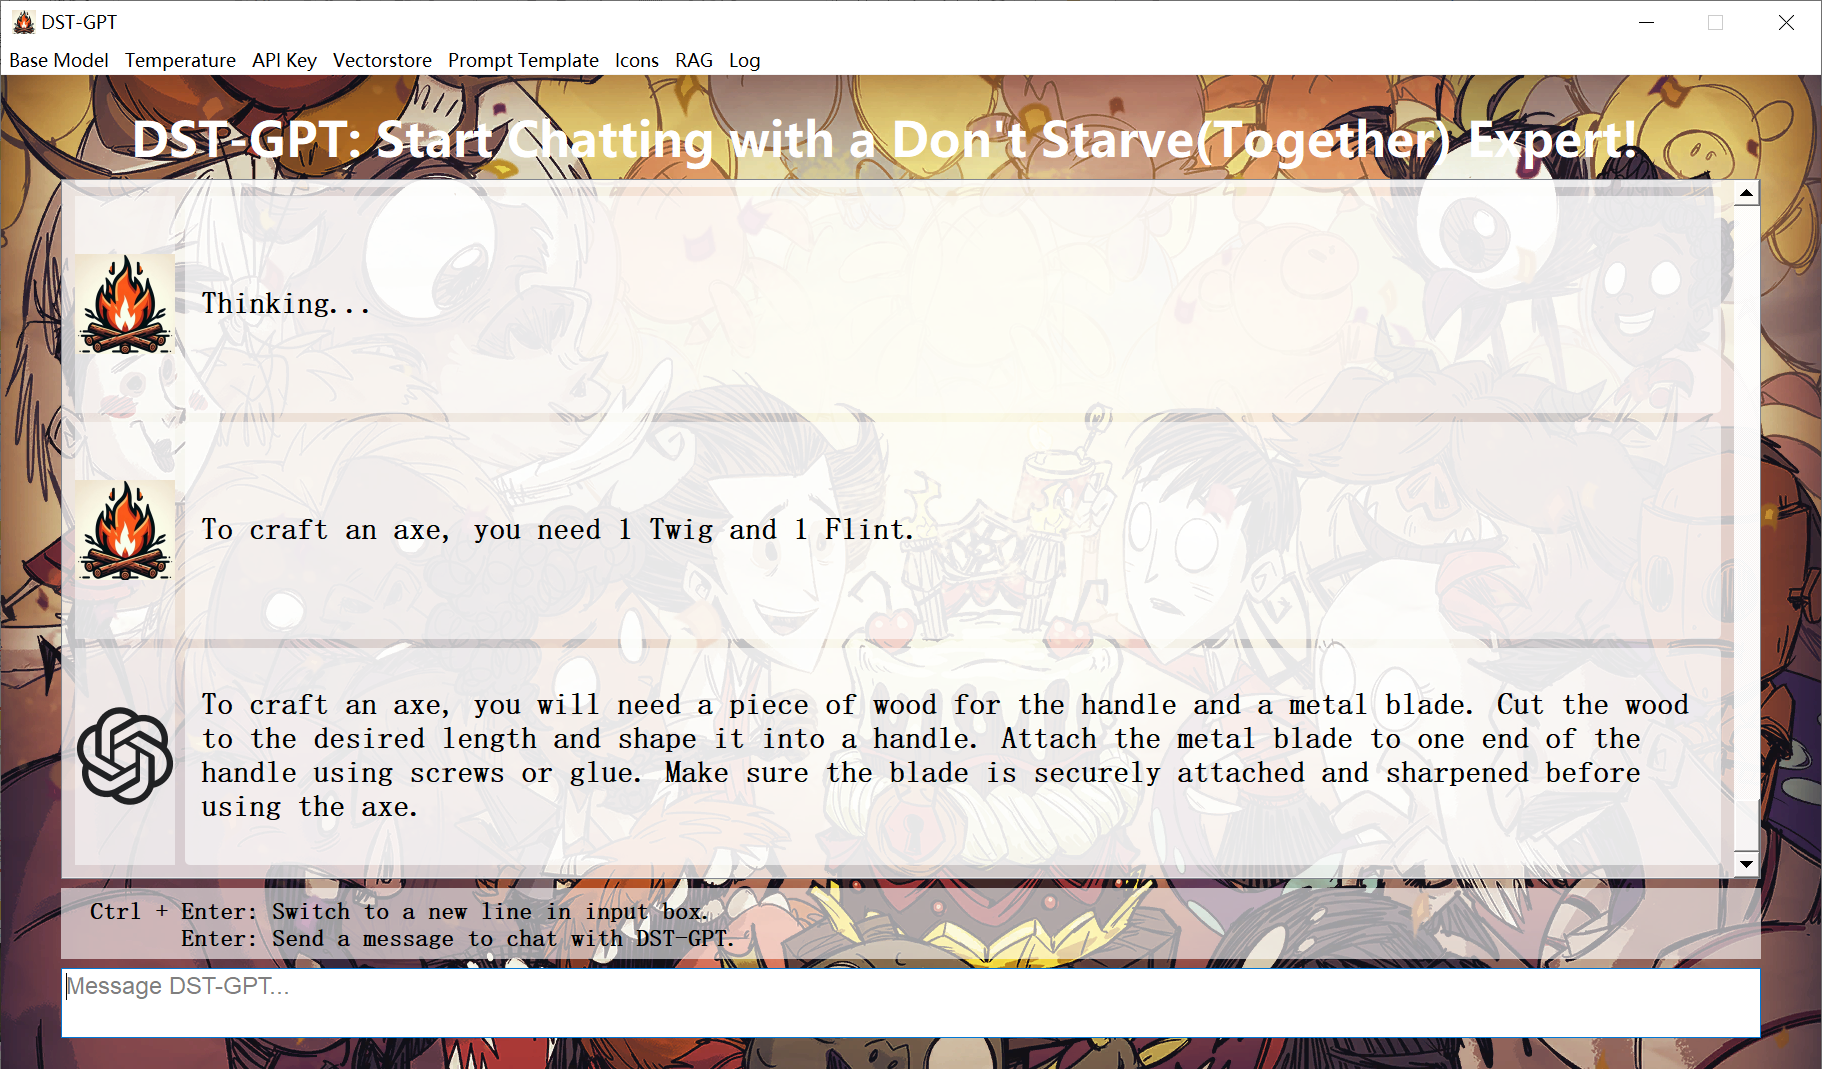 DST-GPT
Base Model Temperature API Key Vectorstore Prompt Template Icons RAG Log
DST-GPT: Start Chatting with a Don't Starve(Together) Expert!
Thinking...
To craft an axe, you need 1 Twig and 1 Flint.
To craft an axe, you will need a piece of wood for the handle and a metal blade. Cut the wood
to the desired length and shape it into a handle. Attach the metal blade to one end of the
handle using screws or glue. Make sure the blade is securely attached and sharpened before
using the axe.
Ctrl + Enter: Switch to a new line in input box.
Enter: Send a message to chat with DST-GPT.
Message DST-GPT...